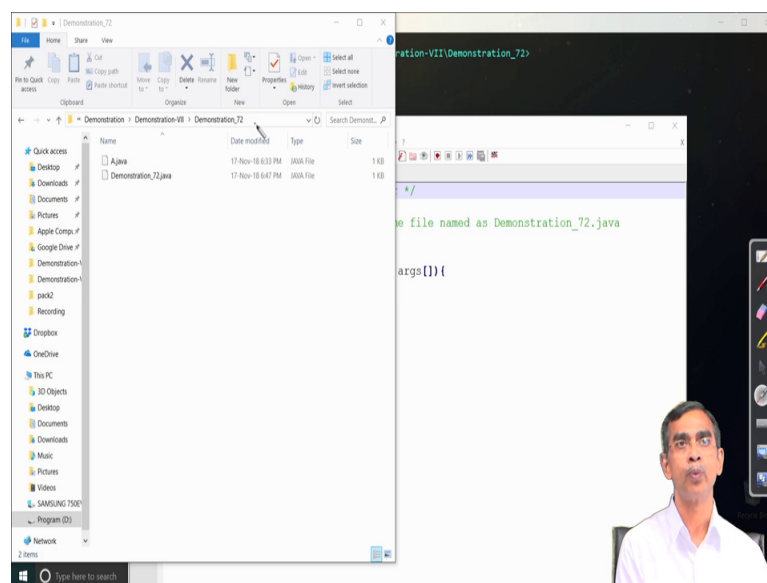 Demonstration_72
File Home Share View
Pin to Quick access
Copy
Paste
Cut
Copy path
Paste shortcut
Move to
Copy to
Delete
Rename
New folder
Properties
Open
Edit
History
Select all
Select none
Invert selection
Clipboard Organize New Open Select
Demonstration > Demonstration-VII > Demonstration_72
Search Demonst...
Name Date modified Type Size
A.java 17-Nov-18 6:33 PM JAVA File 1 KB
Demonstration_72.java 17-Nov-18 6:47 PM JAVA File 1 KB
Quick access
Desktop
Downloads
Documents
Pictures
Apple Compu
Google Drive
Demonstration-V
Demonstration-V
pack2
Recording
Dropbox
OneDrive
This PC
3D Objects
Desktop
Documents
Downloads
Music
Pictures
Videos
SAMSUNG 750E
Program (D:)
Network
2 items
Type here to search
ration-VII\Demonstration_72>
?
X
*/
e file named as Demonstration_72.java
args[]){